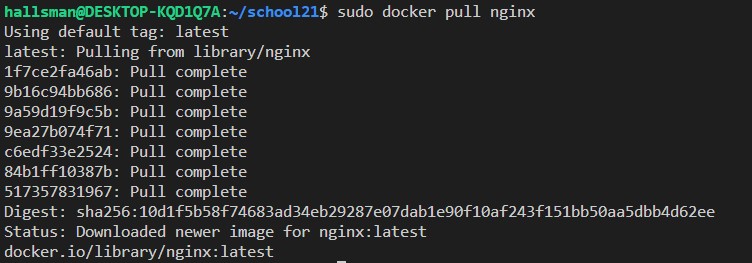 hallsman@DESKTOP-KQD1Q7A:~/school21$ sudo docker pull nginx
Using default tag: latest
latest: Pulling from library/nginx
1f7ce2fa46ab: Pull complete
9b16c94bb686: Pull complete
9a59d19f9c5b: Pull complete
9ea27b074f71: Pull complete
c6edf33e2524: Pull complete
84b1ff10387b: Pull complete
517357831967: Pull complete
Digest: sha256:10d1f5b58f74683ad34eb29287e07dab1e90f10af243f151bb50aa5dbb4d62ee
Status: Downloaded newer image for nginx:latest
docker.io/library/nginx:latest